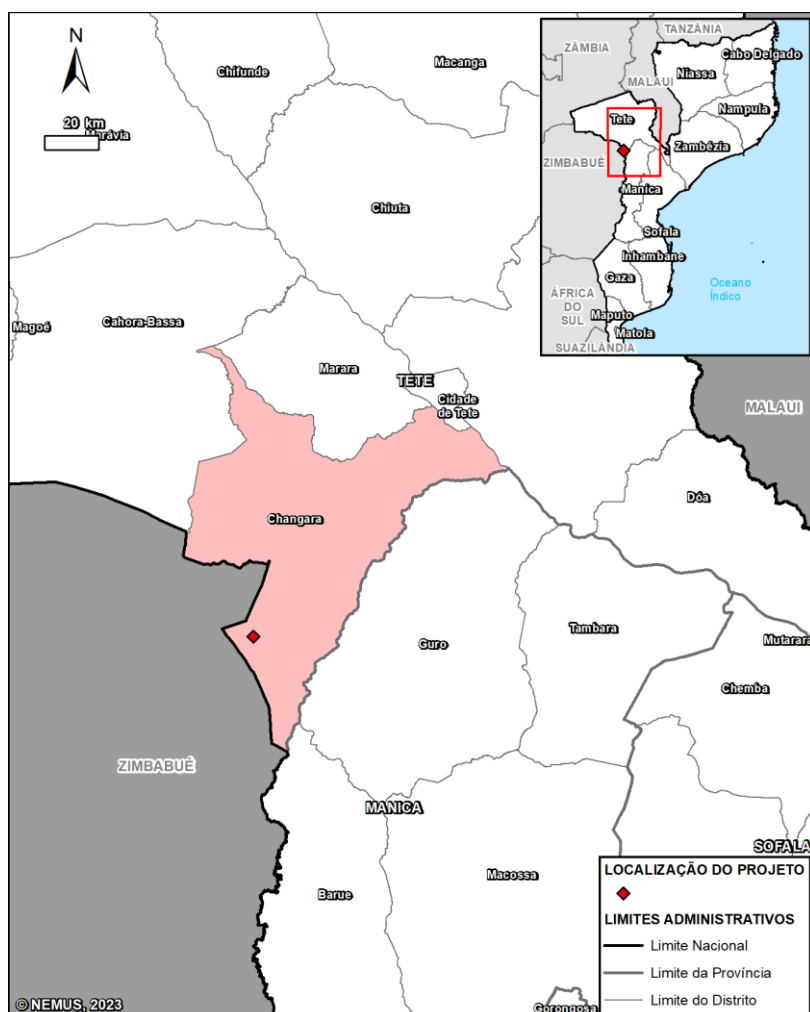 N
20 km
Marávia
Chifunde
Macanga
Chiuta
Magoé
Cahora-Bassa
Marara
TETE
Cidade
de Tete
MALAUI
Changara
Dôa
Guro
Tambara
Mutarara
Chemba
ZIMBABUÉ
MANICA
SOFALA
Barue
Macossa
Gorongosa
TANZÂNIA
ZÂMBIA
Cabo Delgado
Niassa
MALAUI
Nampula
Tete
Zambézia
ZIMBABUÉ
Manica
Sofala
Inhambane
Gaza
Oceano
Índico
ÁFRICA
DO
SUL
Maputo
Matola
SUAZILÂNDIA
LOCALIZAÇÃO DO PROJETO
LIMITES ADMINISTRATIVOS
Limite Nacional
Limite da Província
Limite do Distrito
© NEMUS, 2023